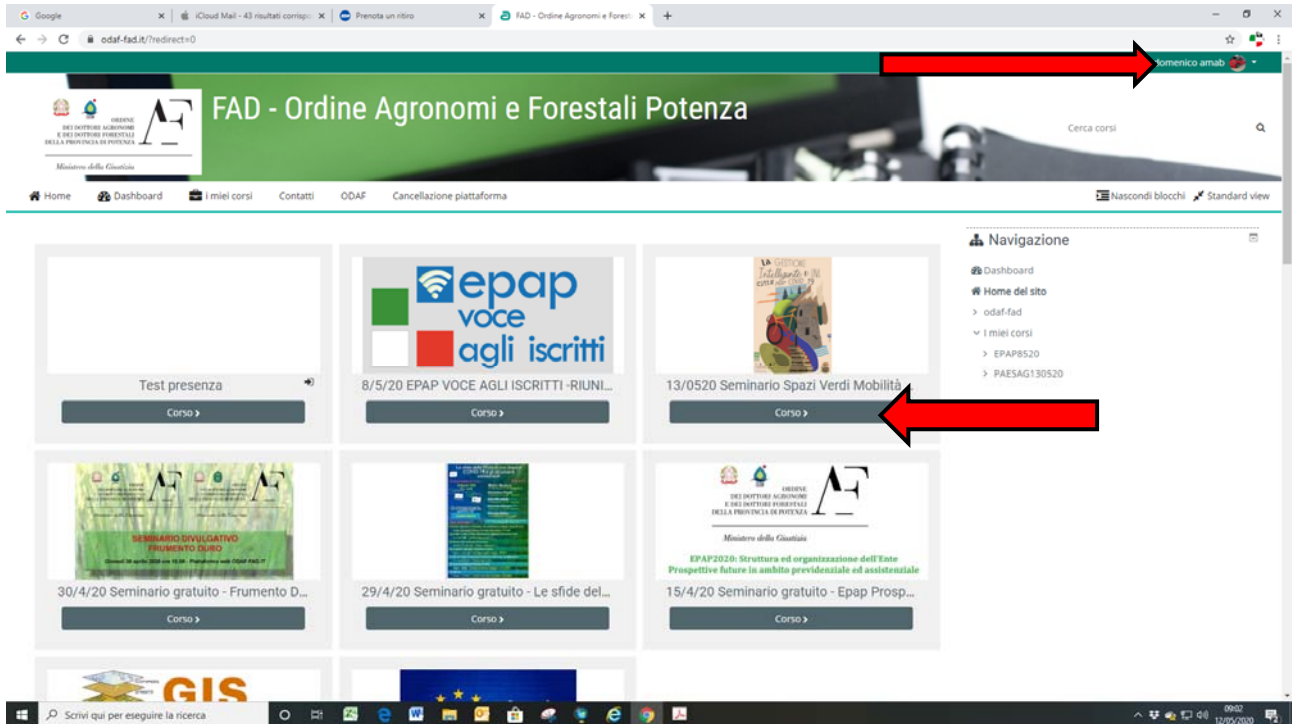 Google
iCloud Mail - 43 risultati corrispo
Prenota un ritiro
FAD - Ordine Agronomi e Foresta
odaf-fad.it/?redirect=0
domenico amab
ORDINE
DEI DOTTORI AGRONOMI
E DEI DOTTORI FORESTALI
DELLA PROVINCIA DI POTENZA
Ministero della Giustizia
FAD - Ordine Agronomi e Forestali Potenza
Cerca corsi
Home Dashboard I miei corsi Contatti ODAF Cancellazione piattaforma
Nascondi blocchi Standard view
Test presenza
Corso
epap
voce
agli iscritti
8/5/20 EPAP VOCE AGLI ISCRITTI -RIUNI...
Corso
LA GESTIONE
Intelligente
13/0520 Seminario Spazi Verdi Mobilità ...
Corso
SEMINARIO DIVULGATIVO
FRUMENTO DURO
30/4/20 Seminario gratuito - Frumento D...
Corso
29/4/20 Seminario gratuito - Le sfide del...
Corso
ORDINE
DEI DOTTORI AGRONOMI
E DEI DOTTORI FORESTALI
DELLA PROVINCIA DI POTENZA
Ministero della Giustizia
EPAP2020: Struttura ed organizzazione dell'Ente
Prospettive future in ambito previdenziale ed assistenziale
15/4/20 Seminario gratuito - Epap Prosp...
Corso
GIS
Navigazione
Dashboard
Home del sito
odaf-fad
I miei corsi
EPAP8520
PAESAG130520
Scrivi qui per eseguire la ricerca
09:02
12/05/2020